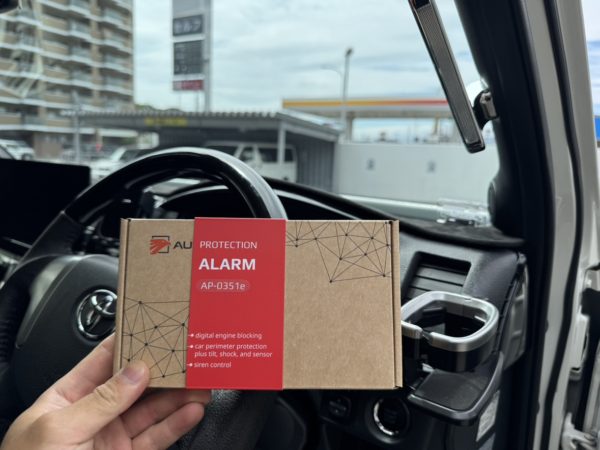 AU
PROTECTION
ALARM
AP-0351e
• digital engine blocking
• car perimeter protection
plus tilt, shock, and sensor
• siren control